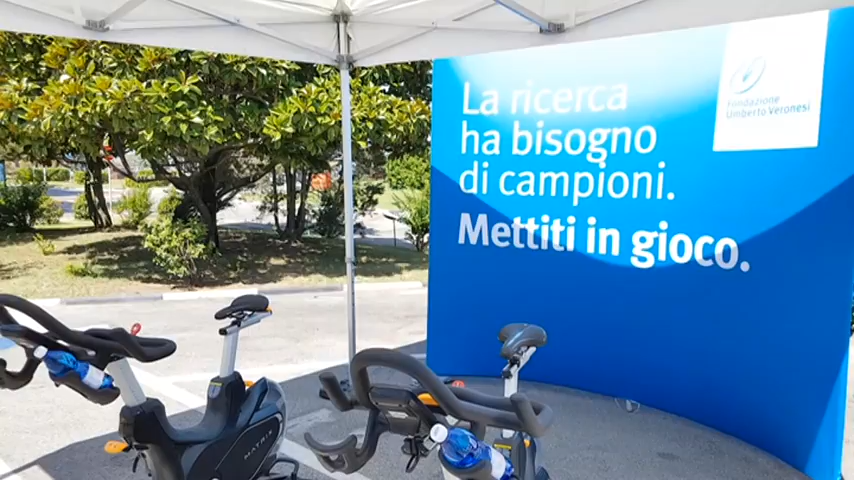 La ricerca
ha bisogno
di campioni.
Mettiti in gioco.
Fondazione
Umberto Veronesi
MATRIX